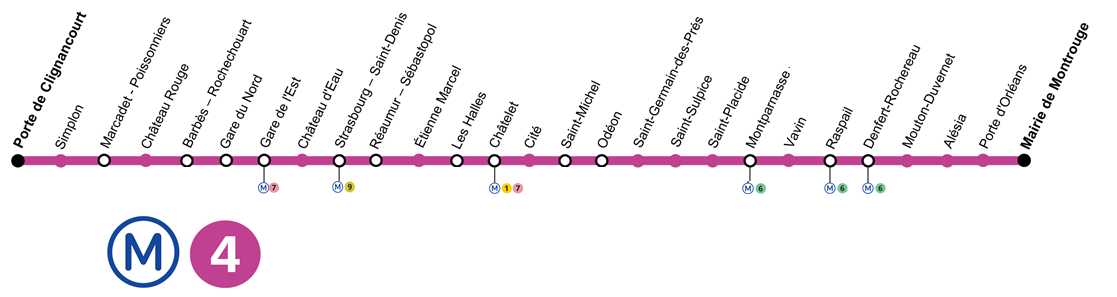 Porte de Clignancourt
Simplon
Marcadet - Poissonniers
Château Rouge
Barbès – Rochechouart
Gare du Nord
Gare de l'Est
Château d'Eau
Strasbourg – Saint-Denis
Réaumur – Sébastopol
Étienne Marcel
Les Halles
Châtelet
Cité
Saint-Michel
Odéon
Saint-Germain-des-Prés
Saint-Sulpice
Saint-Placide
Montparnasse
Vavin
Raspail
Denfert-Rochereau
Mouton-Duvernet
Alésia
Porte d'Orléans
Mairie de Montrouge
M 7
M 9
M 1 7
M 6
M 6
M 6
M 4